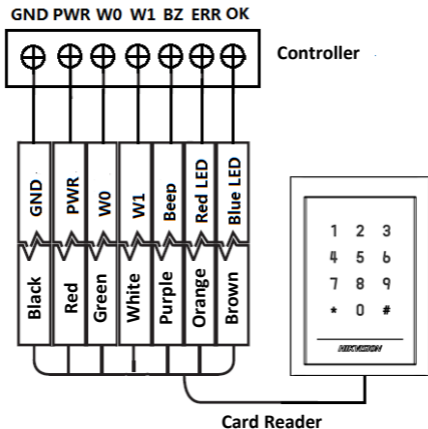 GND PWR W0 W1 BZ ERR OK
Controller
GND
PWR
W0
W1
Beep
Red LED
Blue LED
Black
Red
Green
White
Purple
Orange
Brown
1 2 3
4 5 6
7 8 9
* 0 #
HIKVISION
Card Reader